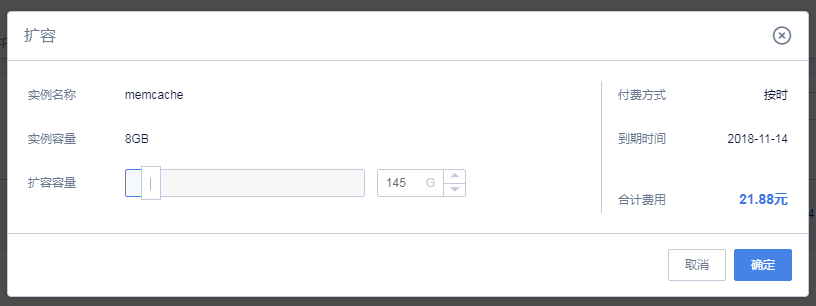 扩容
实例名称 memcache
实例容量 8GB
扩容容量 145 G
付费方式 按时
到期时间 2018-11-14
合计费用 21.88元
取消 确定